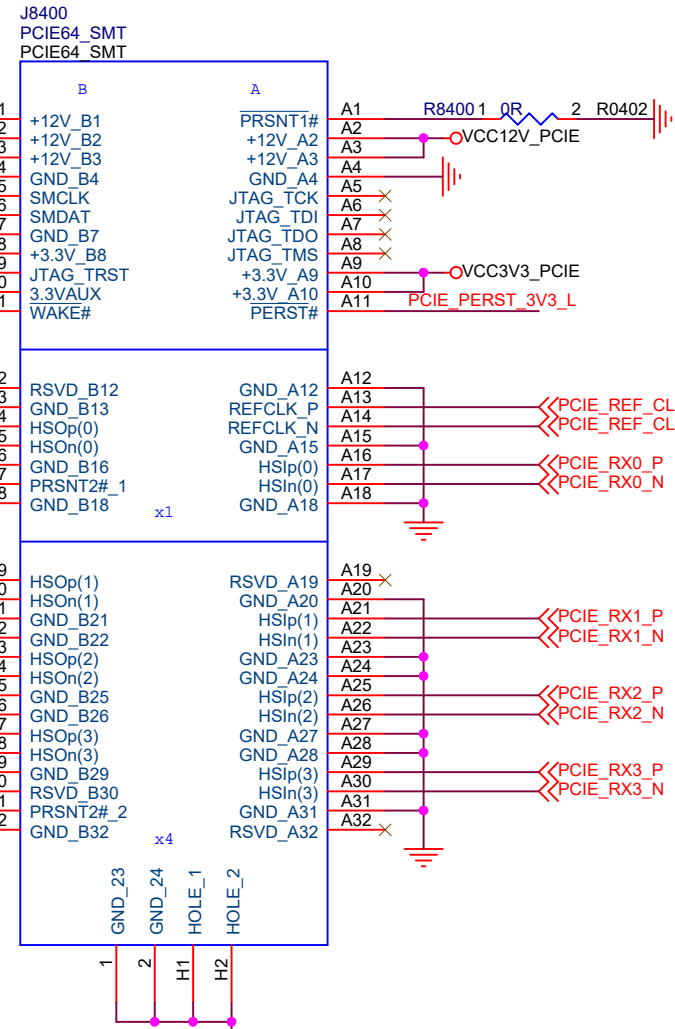 J8400
PCIE64_SMT
PCIE64_SMT
B A
+12V_B1 PRSNT1# A1 R8400 1 0R 2 R0402
+12V_B2 +12V_A2 A2 VCC12V_PCIE
+12V_B3 +12V_A3 A3
GND_B4 GND_A4 A4
SMCLK JTAG_TCK A5
SMDAT JTAG_TDI A6
GND_B7 JTAG_TDO A7
+3.3V_B8 JTAG_TMS A8
JTAG_TRST +3.3V_A9 A9 VCC3V3_PCIE
3.3VAUX +3.3V_A10 A10
WAKE# PERST# A11 PCIE_PERST_3V3_L
RSVD_B12 GND_A12 A12
GND_B13 REFCLK_P A13 PCIE_REF_CL
HSOp(0) REFCLK_N A14 PCIE_REF_CL
HSOn(0) GND_A15 A15
GND_B16 HSIp(0) A16 PCIE_RX0_P
PRSNT2#_1 HSIn(0) A17 PCIE_RX0_N
GND_B18 GND_A18 A18
x1
HSOp(1) RSVD_A19 A19
HSOn(1) GND_A20 A20
GND_B21 HSIp(1) A21 PCIE_RX1_P
GND_B22 HSIn(1) A22 PCIE_RX1_N
HSOp(2) GND_A23 A23
HSOn(2) GND_A24 A24
GND_B25 HSIp(2) A25 PCIE_RX2_P
GND_B26 HSIn(2) A26 PCIE_RX2_N
HSOp(3) GND_A27 A27
HSOn(3) GND_A28 A28
GND_B29 HSIp(3) A29 PCIE_RX3_P
RSVD_B30 HSIn(3) A30 PCIE_RX3_N
PRSNT2#_2 GND_A31 A31
GND_B32 RSVD_A32 A32
x4
GND_23 GND_24 HOLE_1 HOLE_2
1 2 H1 H2